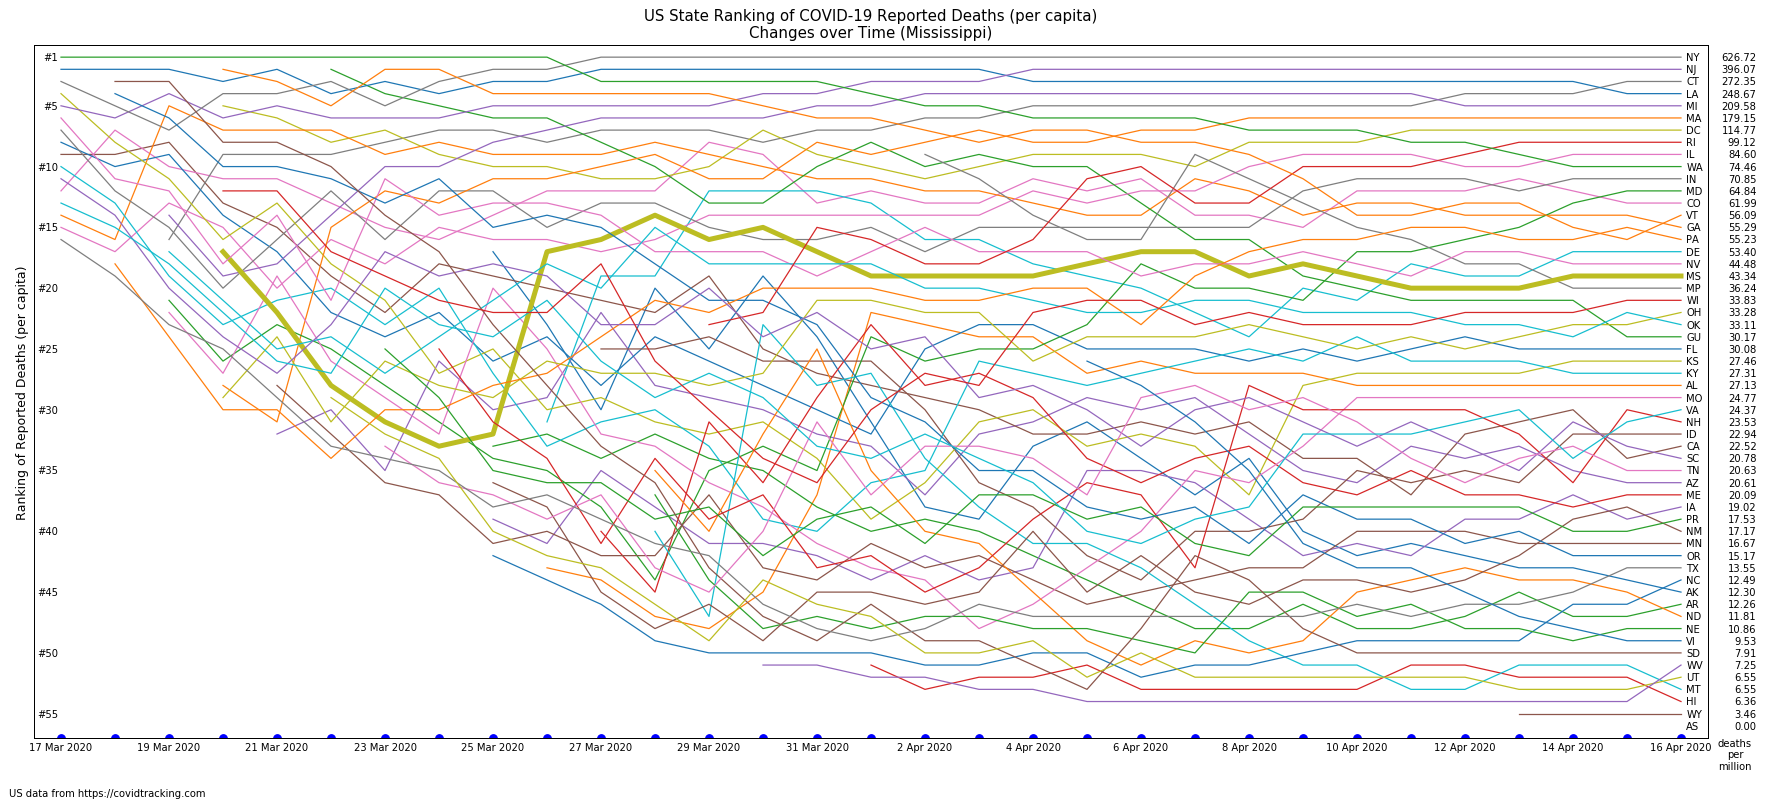 US State Ranking of COVID-19 Reported Deaths (per capita)
Changes over Time (Mississippi)
Ranking of Reported Deaths (per capita)
#1
#5
#10
#15
#20
#25
#30
#35
#40
#45
#50
#55
NY 626.72
NJ 396.07
CT 272.35
LA 248.67
MI 209.58
MA 179.15
DC 114.77
RI 99.12
IL 84.60
WA 74.46
IN 70.85
MD 64.84
CO 61.99
VT 56.09
GA 55.29
PA 55.23
DE 53.40
NV 44.48
MS 43.34
MP 36.24
WI 33.83
OH 33.28
OK 33.11
GU 30.17
FL 30.08
KS 27.46
KY 27.31
AL 27.13
MO 24.77
VA 24.37
NH 23.53
ID 22.94
CA 22.52
SC 20.78
TN 20.63
AZ 20.61
ME 20.09
IA 19.02
PR 17.53
NM 17.17
MN 16.67
OR 15.17
TX 13.55
NC 12.49
AK 12.30
AR 12.26
ND 11.81
NE 10.86
VI 9.53
SD 7.91
WV 7.25
UT 6.55
MT 6.55
HI 6.36
WY 3.46
AS 0.00
17 Mar 2020 19 Mar 2020 21 Mar 2020 23 Mar 2020 25 Mar 2020 27 Mar 2020 29 Mar 2020 31 Mar 2020 2 Apr 2020 4 Apr 2020 6 Apr 2020 8 Apr 2020 10 Apr 2020 12 Apr 2020 14 Apr 2020 16 Apr 2020
deaths
per
million
US data from https://covidtracking.com